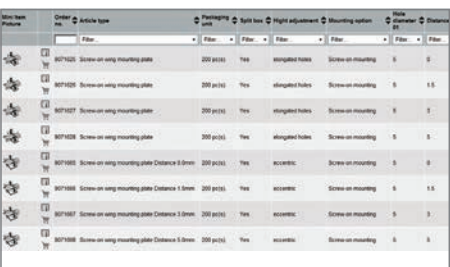 Mini Item Picture Order no. Article type Packaging unit Split box Hight adjustment Mounting option Hole diameter Distance
Filter... Filter... Filter... Filter... Filter... Filter... Filter...
9071025 Screw-on wing mounting plate 200 pc(s) Yes elongated holes Screw-on mounting 5 0
Screw-on wing mounting plate 200 pc(s) Yes elongated holes Screw-on mounting 5 1.5
9071027 Screw-on wing mounting plate 200 pc(s) Yes elongated holes Screw-on mounting 5 3
9071028 Screw-on wing mounting plate 200 pc(s) Yes elongated holes Screw-on mounting 5 5
Screw-on wing mounting plate Distance 0.0mm 200 pc(s) Yes eccentric Screw-on mounting 5 0
Screw-on wing mounting plate Distance 1.5mm 200 pc(s) Yes eccentric Screw-on mounting 5 1.5
9071667 Screw-on wing mounting plate Distance 3.0mm 200 pc(s) Yes eccentric Screw-on mounting 5 3
9071668 Screw-on wing mounting plate Distance 5.0mm 200 pc(s) Yes eccentric Screw-on mounting 5 5